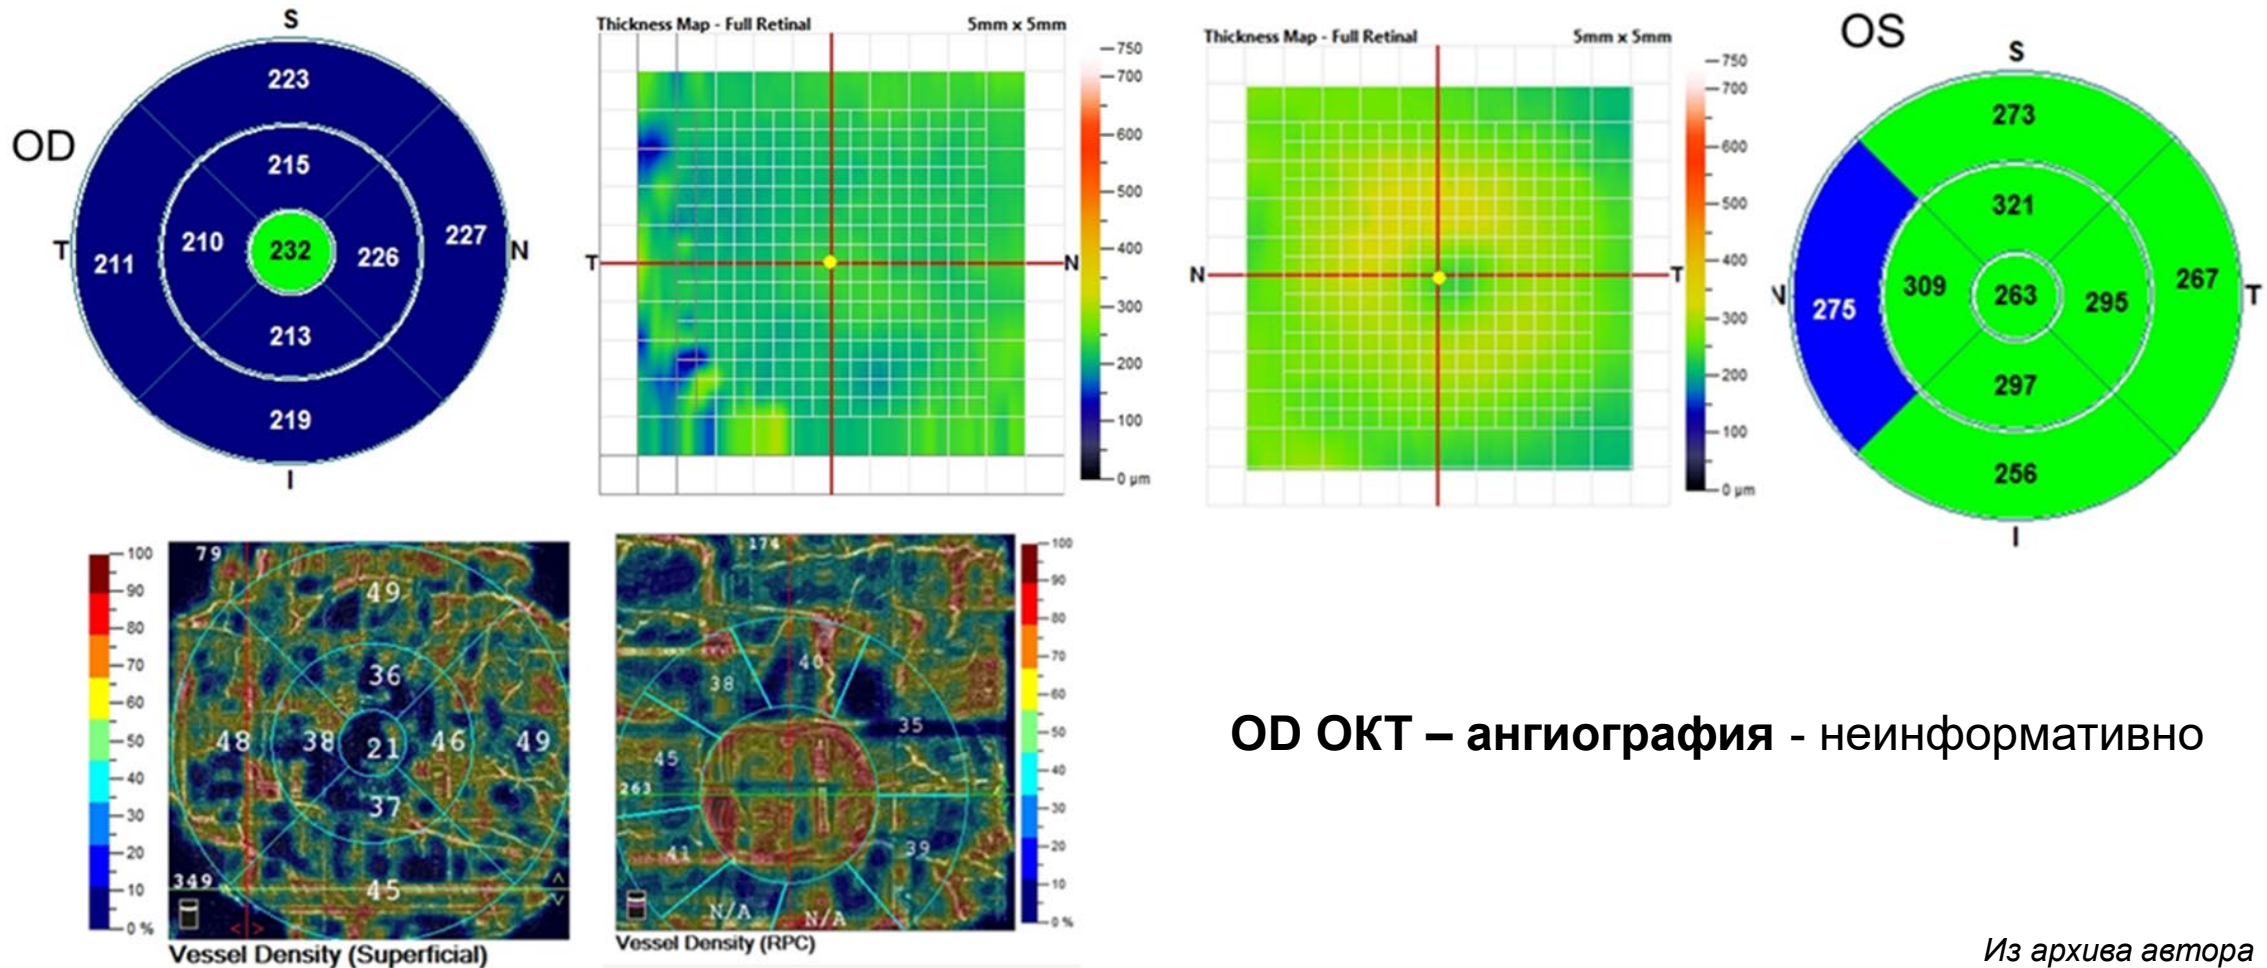 OD
S
223
215
T
211
210
232
226
227
N
213
219
I
Thickness Map - Full Retinal
5mm x 5mm
T
N
750
700
600
500
400
300
200
100
0 µm
Thickness Map - Full Retinal
5mm x 5mm
N
T
750
700
600
500
400
300
200
100
0 µm
OS
S
273
321
N
275
309
263
295
267
T
297
256
I
100
90
80
70
60
50
40
30
20
10
0 %
79
49
36
48
38
21
46
49
37
349
45
Vessel Density (Superficial)
174
40
38
35
45
263
41
39
N/A
N/A
Vessel Density (RPC)
100
90
80
70
60
50
40
30
20
10
0 %
OD ОКТ – ангиография - неинформативно
Из архива автора